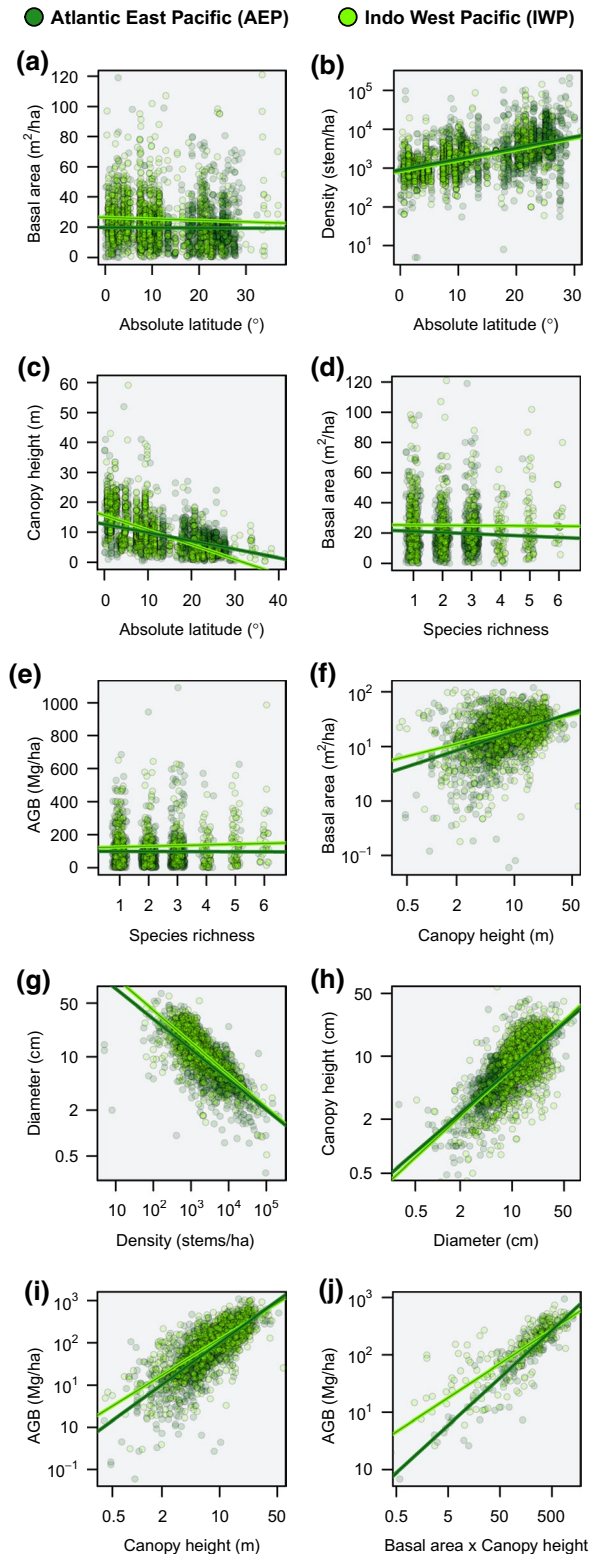 Atlantic East Pacific (AEP) Indo West Pacific (IWP)
(a)
Basal area (m²/ha)
120
100
80
60
40
20
0
0 10 20 30
Absolute latitude (°)
(b)
Density (stem/ha)
10⁵
10⁴
10³
10²
10¹
0 10 20 30
Absolute latitude (°)
(c)
Canopy height (m)
60
50
40
30
20
10
0
0 10 20 30 40
Absolute latitude (°)
(d)
Basal area (m²/ha)
120
100
80
60
40
20
0
1 2 3 4 5 6
Species richness
(e)
AGB (Mg/ha)
1000
800
600
400
200
0
1 2 3 4 5 6
Species richness
(f)
Basal area (m²/ha)
10²
10¹
10
10⁻¹
0.5 2 10 50
Canopy height (m)
(g)
Diameter (cm)
50
10
2
0.5
10 10² 10³ 10⁴ 10⁵
Density (stems/ha)
(h)
Canopy height (cm)
50
10
2
0.5
0.5 2 10 50
Diameter (cm)
(i)
AGB (Mg/ha)
10³
10²
10¹
10
10⁻¹
0.5 2 10 50
Canopy height (m)
(j)
AGB (Mg/ha)
10³
10²
10¹
10
0.5 5 50 500
Basal area x Canopy height